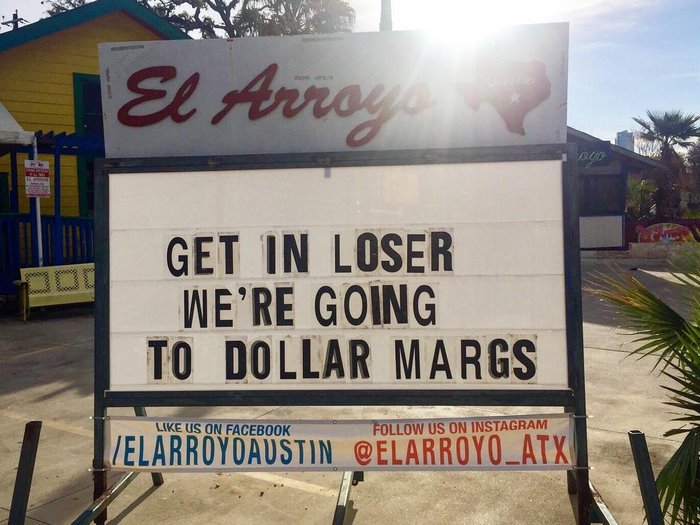 El Arroyo
GET IN LOSER
WE'RE GOING
TO DOLLAR MARGS
LIKE US ON FACEBOOK
/ELARROYOAUSTIN
FOLLOW US ON INSTAGRAM
@ELARROYO_ATX